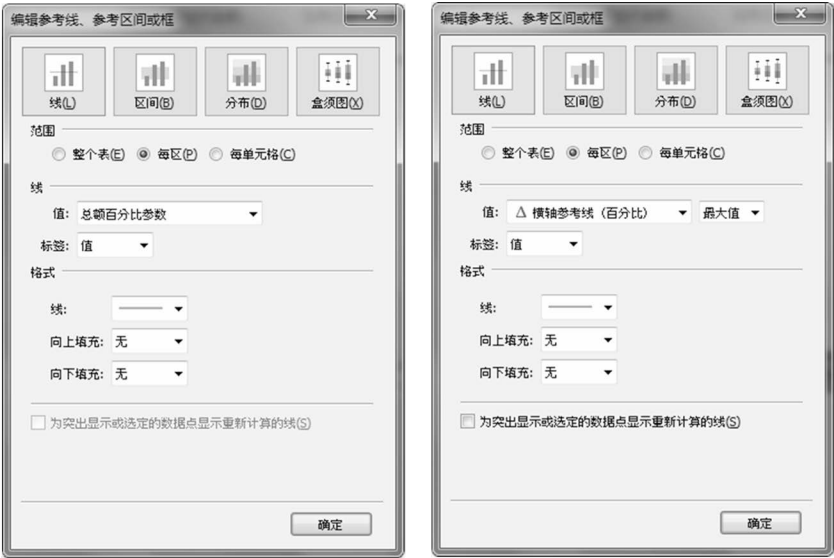 编辑参考线、参考区间或框
线(L) 区间(B) 分布(D) 盒须图(X)
范围
整个表(E) 每区(P) 每单元格(C)
线
值: 总额百分比参数
标签: 值
格式
线:
向上填充: 无
向下填充: 无
为突出显示或选定的数据点显示重新计算的线(S)
确定
编辑参考线、参考区间或框
线(L) 区间(B) 分布(D) 盒须图(X)
范围
整个表(E) 每区(P) 每单元格(C)
线
值: Δ 横轴参考线（百分比） 最大值
标签: 值
格式
线:
向上填充: 无
向下填充: 无
为突出显示或选定的数据点显示重新计算的线(S)
确定